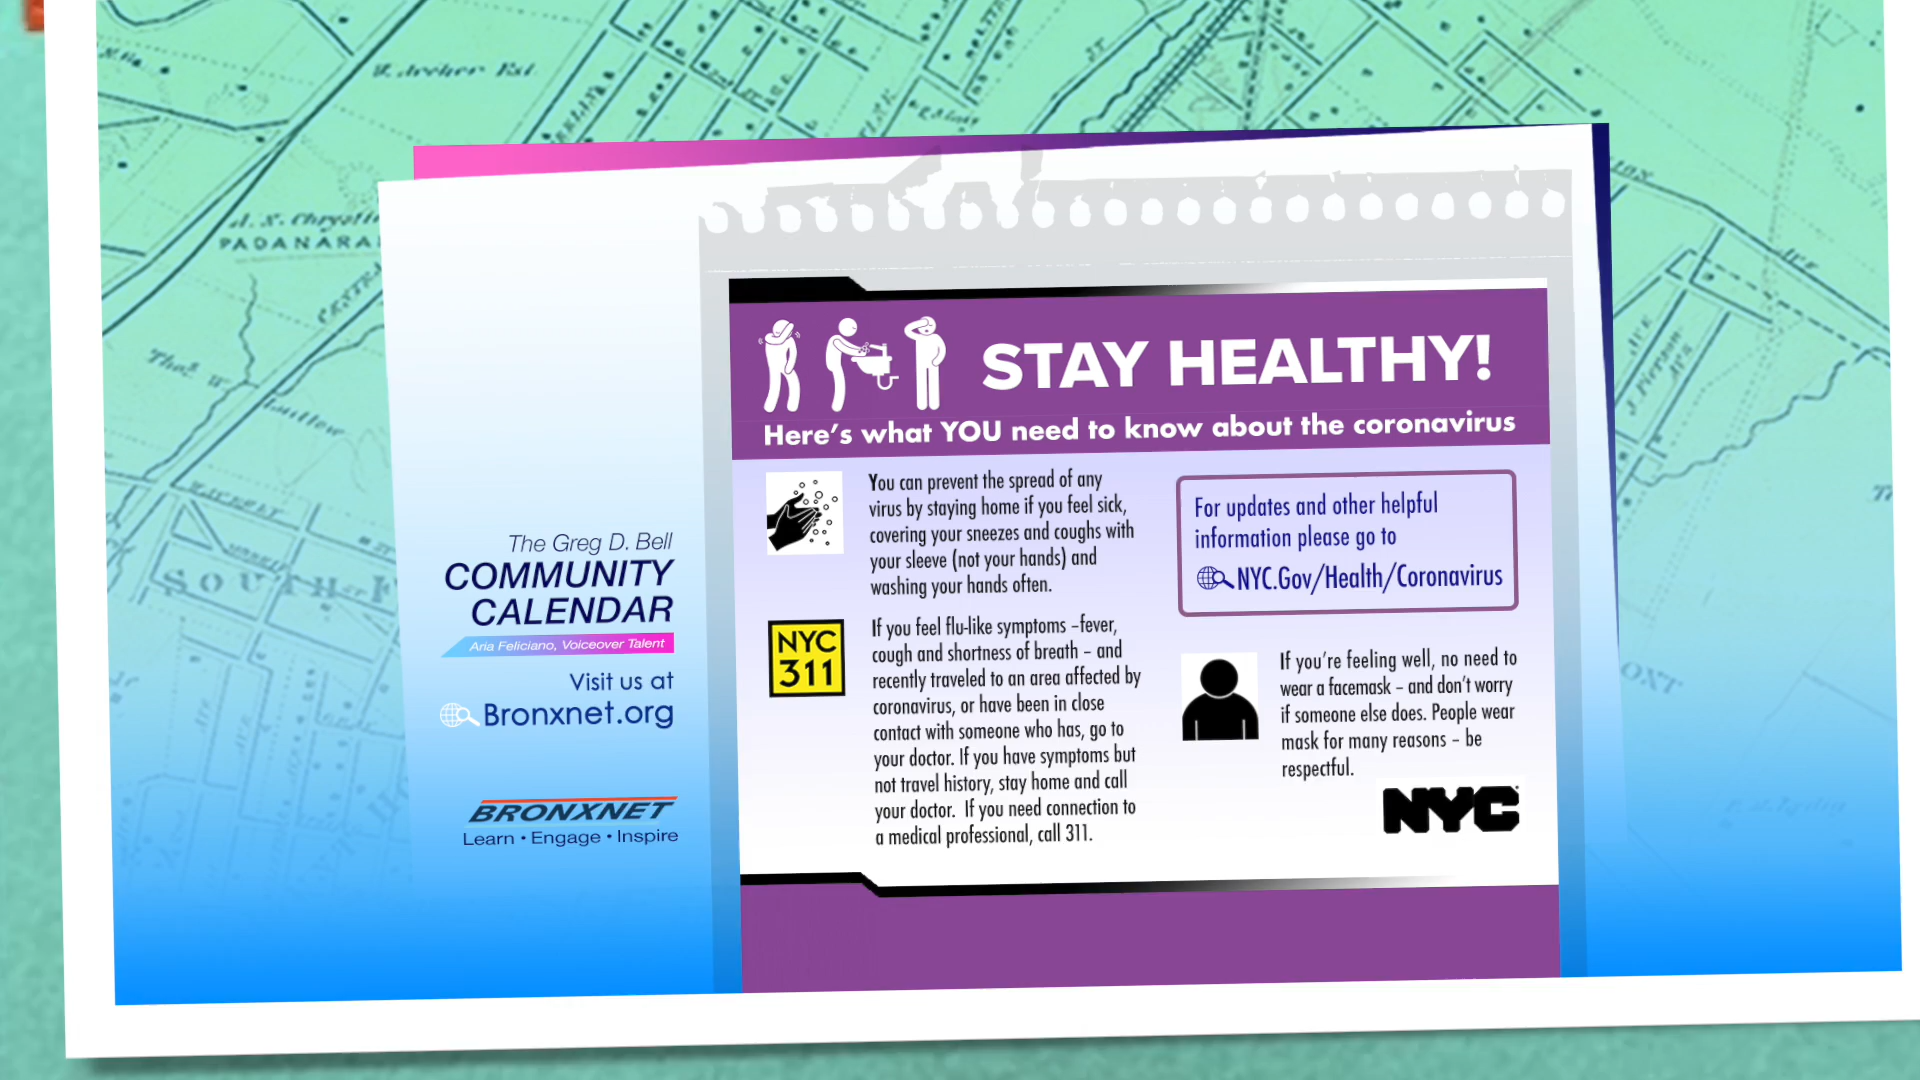 W. Archer Est.
PADANARA
The Greg D. Bell
COMMUNITY
CALENDAR
Aria Feliciano, Voiceover Talent
Visit us at
Bronxnet.org
BRONXNET
Learn • Engage • Inspire
STAY HEALTHY!
Here's what YOU need to know about the coronavirus
You can prevent the spread of any
virus by staying home if you feel sick,
covering your sneezes and coughs with
your sleeve (not your hands) and
washing your hands often.
NYC
311
If you feel flu-like symptoms –fever,
cough and shortness of breath – and
recently traveled to an area affected by
coronavirus, or have been in close
contact with someone who has, go to
your doctor. If you have symptoms but
not travel history, stay home and call
your doctor. If you need connection to
a medical professional, call 311.
For updates and other helpful
information please go to
NYC.Gov/Health/Coronavirus
If you're feeling well, no need to
wear a facemask – and don't worry
if someone else does. People wear
mask for many reasons – be
respectful.
NYC